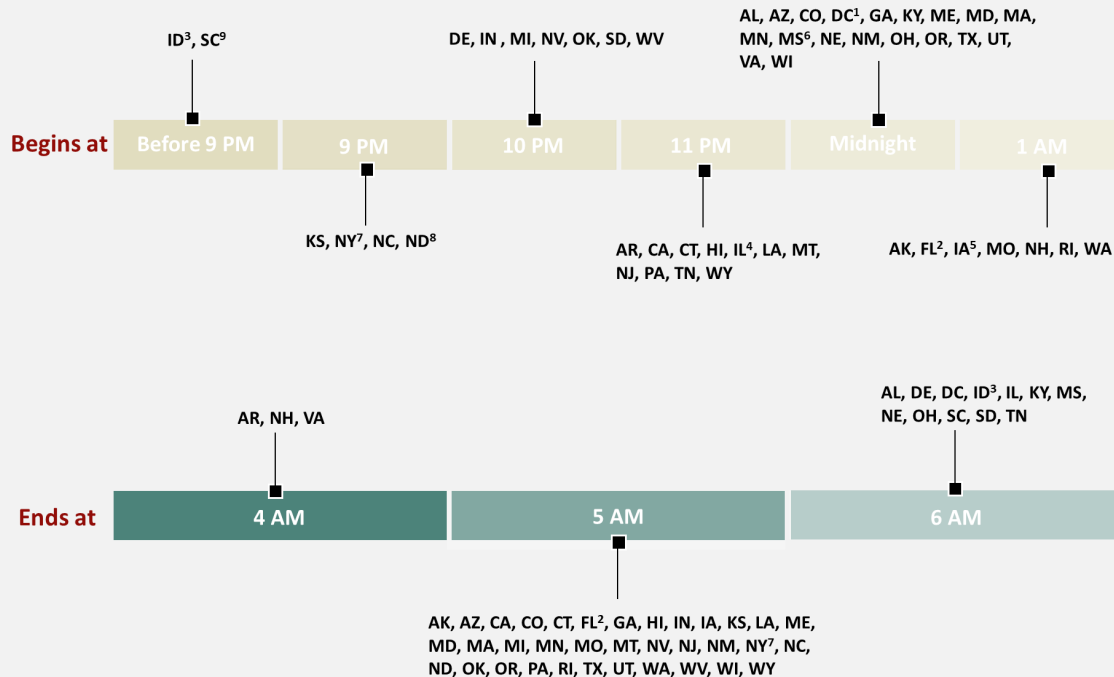 AL, AZ, CO, DC¹, GA, KY, ME, MD, MA,
MN, MS⁶, NE, NM, OH, OR, TX, UT,
VA, WI
ID³, SC⁹
DE, IN , MI, NV, OK, SD, WV
Begins at
Before 9 PM
9 PM
10 PM
11 PM
Midnight
1 AM
KS, NY⁷, NC, ND⁸
AR, CA, CT, HI, IL⁴, LA, MT,
NJ, PA, TN, WY
AK, FL², IA⁵, MO, NH, RI, WA
AL, DE, DC, ID³, IL, KY, MS,
NE, OH, SC, SD, TN
AR, NH, VA
Ends at
4 AM
5 AM
6 AM
AK, AZ, CA, CO, CT, FL², GA, HI, IN, IA, KS, LA, ME,
MD, MA, MI, MN, MO, MT, NV, NJ, NM, NY⁷, NC,
ND, OK, OR, PA, RI, TX, UT, WA, WV, WI, WY